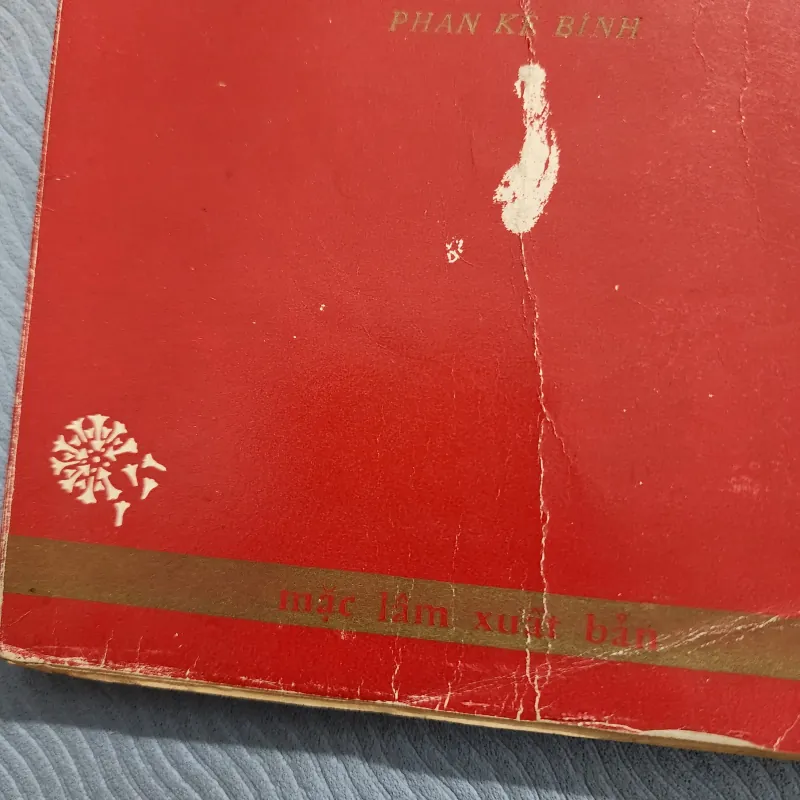 PHAN KẾ BÍNH
mặc lâm xuất bản